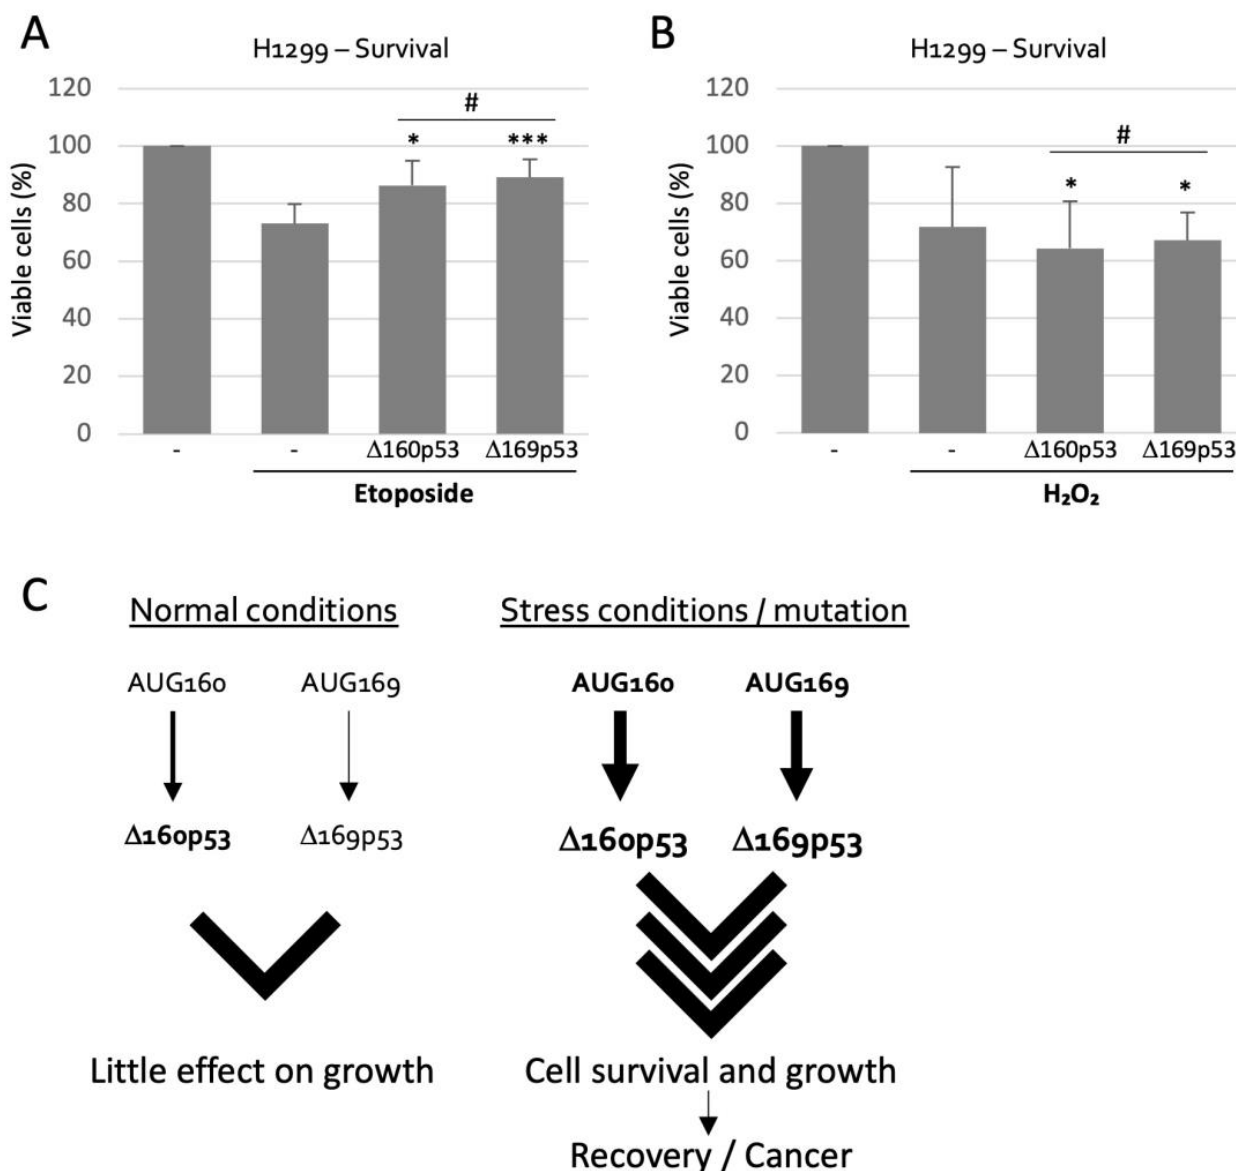 A
H1299 – Survival
Viable cells (%)
120
100
80
60
40
20
0
#
*
***
-
-
Δ160p53
Δ169p53
Etoposide
B
H1299 – Survival
Viable cells (%)
120
100
80
60
40
20
0
#
*
*
-
-
Δ160p53
Δ169p53
H₂O₂
C
Normal conditions
AUG160
AUG169
Δ160p53
Δ169p53
Little effect on growth
Stress conditions / mutation
AUG160
AUG169
Δ160p53
Δ169p53
Cell survival and growth
Recovery / Cancer